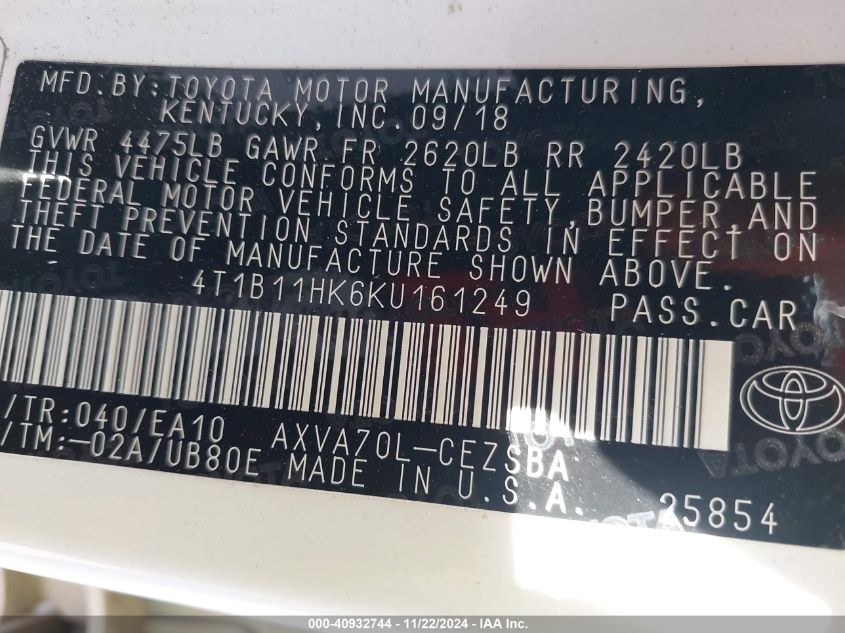 MFD.BY:TOYOTA MOTOR MANUFACTURING,
KENTUCKY, INC.09/18
GVWR 4475LB GAWR FR 2620LB RR 2420LB
THIS VEHICLE CONFORMS TO ALL APPLICABLE
FEDERAL MOTOR VEHICLE SAFETY,BUMPER,AND
THEFT PREVENTION STANDARDS IN EFFECT ON
THE DATE OF MANUFACTURE SHOWN ABOVE.
4T1B11HK6KU161249 PASS.CAR
/TR:040/EA10 AXVA70L-CEZSBA
/TM:-02A/UB80E MADE IN U.S.A. 25854
000-40932744 - 11/22/2024 - IAA Inc.